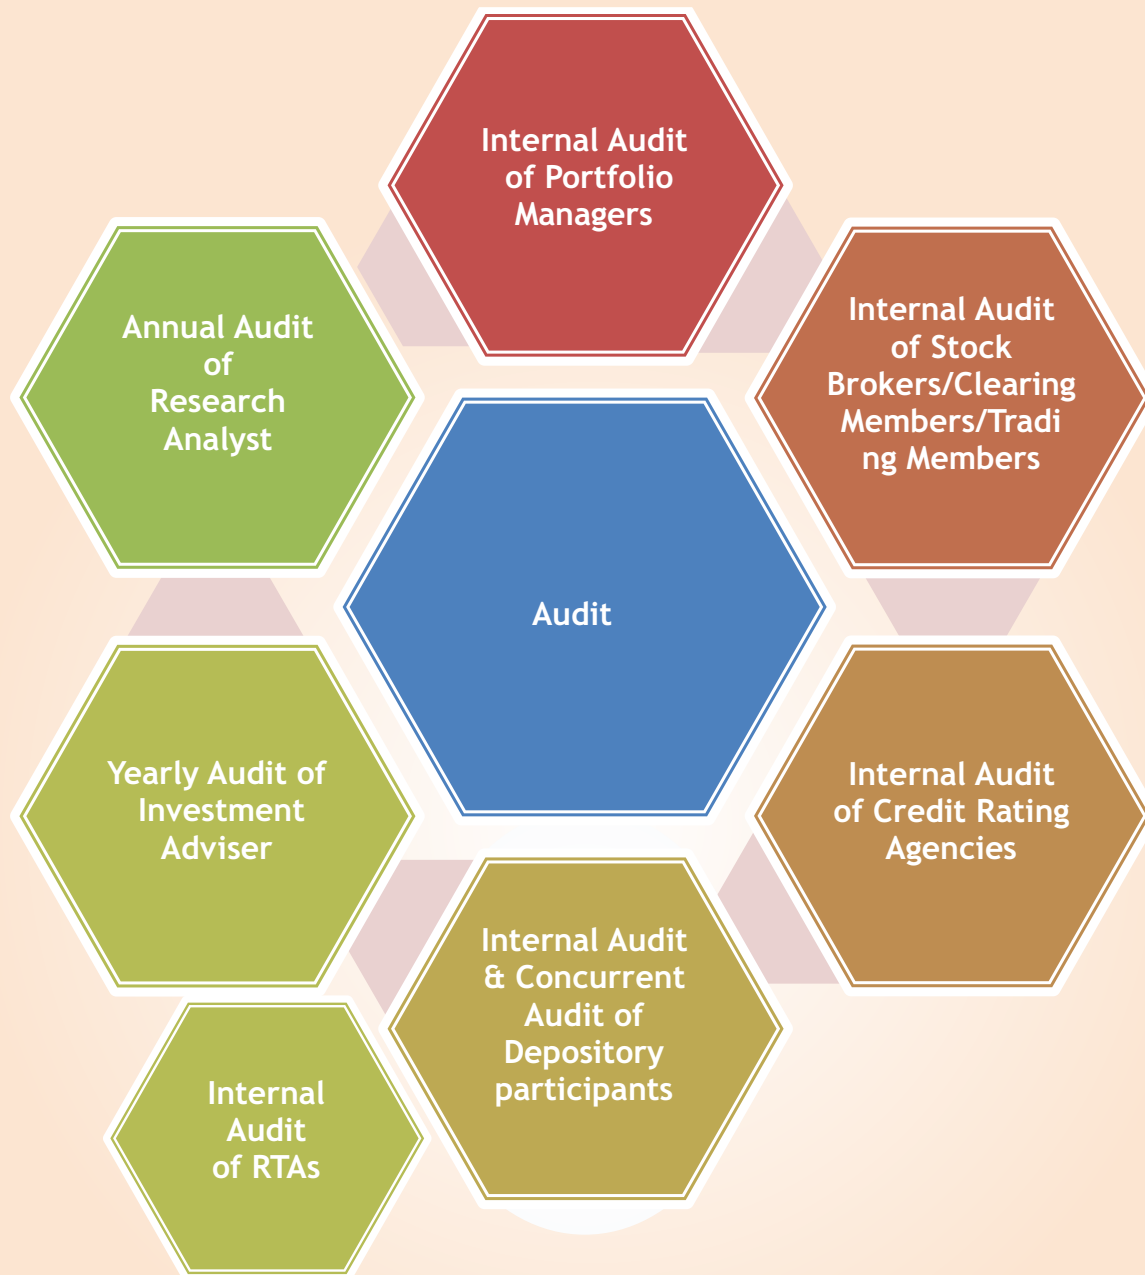 Internal Audit
of Portfolio
Managers
Annual Audit
of
Research
Analyst
Internal Audit
of Stock
Brokers/Clearing
Members/Tradi
ng Members
Audit
Yearly Audit of
Investment
Adviser
Internal Audit
of Credit Rating
Agencies
Internal Audit
& Concurrent
Audit of
Depository
participants
Internal
Audit
of RTAs